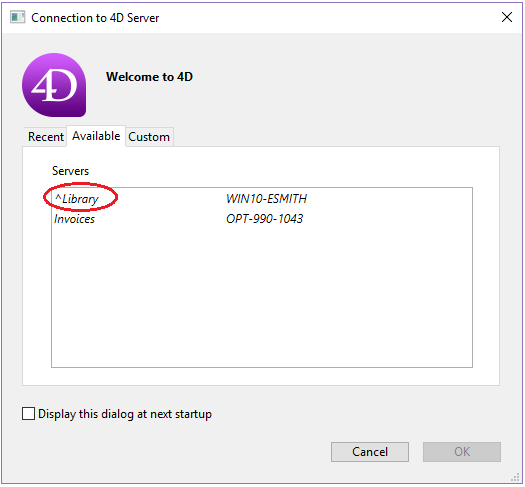 Connection to 4D Server
4D
Welcome to 4D
Recent Available Custom
Servers
^Library WIN10-ESMITH
Invoices OPT-990-1043
Display this dialog at next startup
Cancel OK